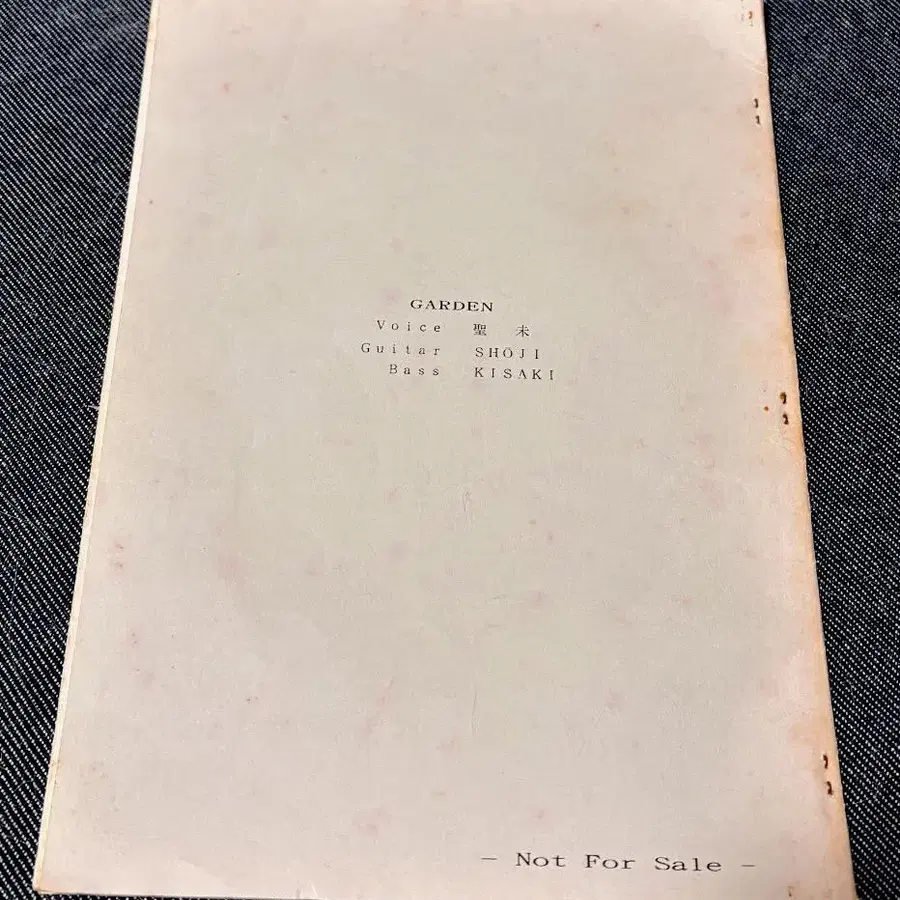 GARDEN
Voice 聖 未
Guitar SHŌJI
Bass KISAKI
– Not For Sale –